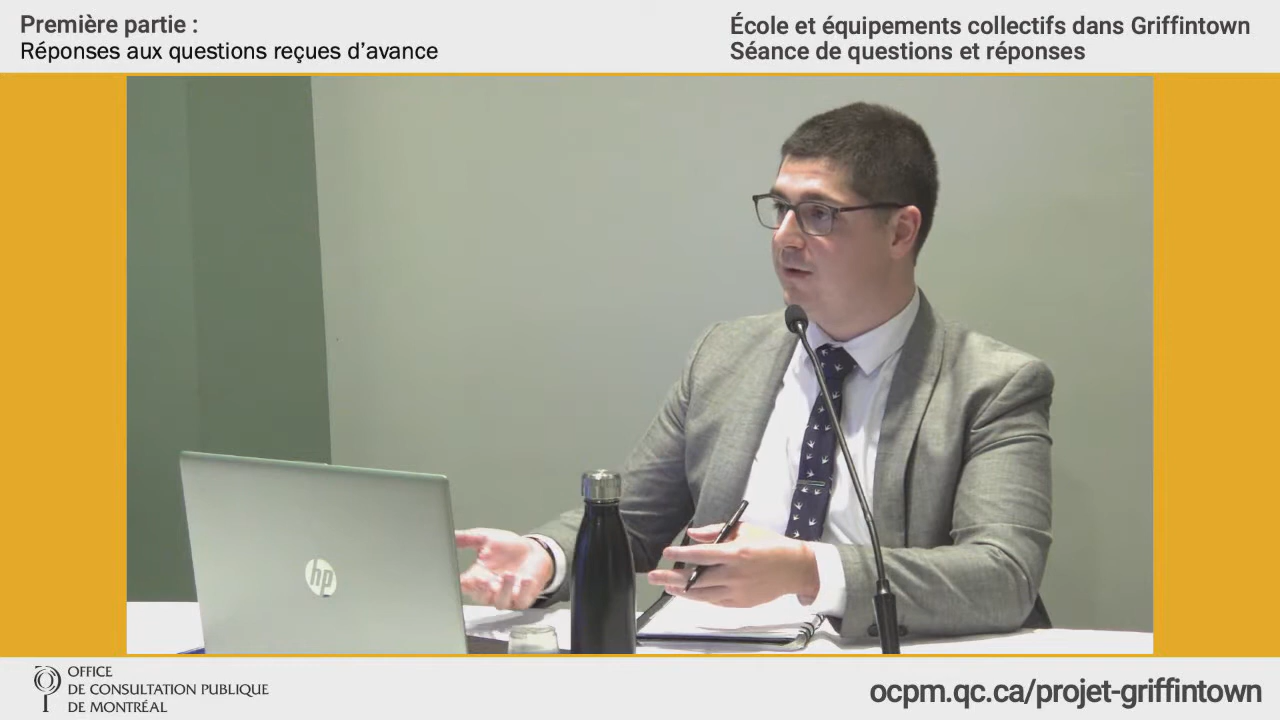 Première partie :
Réponses aux questions reçues d'avance
École et équipements collectifs dans Griffintown
Séance de questions et réponses
hp
OFFICE
DE CONSULTATION PUBLIQUE
DE MONTRÉAL
ocpm.qc.ca/projet-griffintown